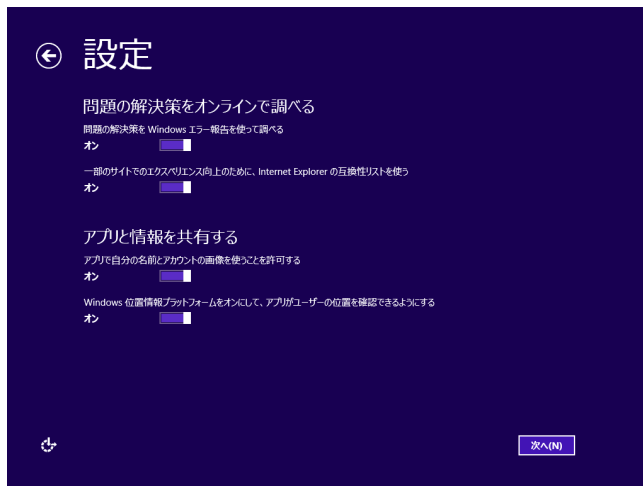 設定
問題の解決策をオンラインで調べる
問題の解決策を Windows エラー報告を使って調べる
オン
一部のサイトでのエクスペリエンス向上のために、Internet Explorer の互換性リストを使う
オン
アプリと情報を共有する
アプリで自分の名前とアカウントの画像を使うことを許可する
オン
Windows 位置情報プラットフォームをオンにして、アプリがユーザーの位置を確認できるようにする
オン
次へ(N)